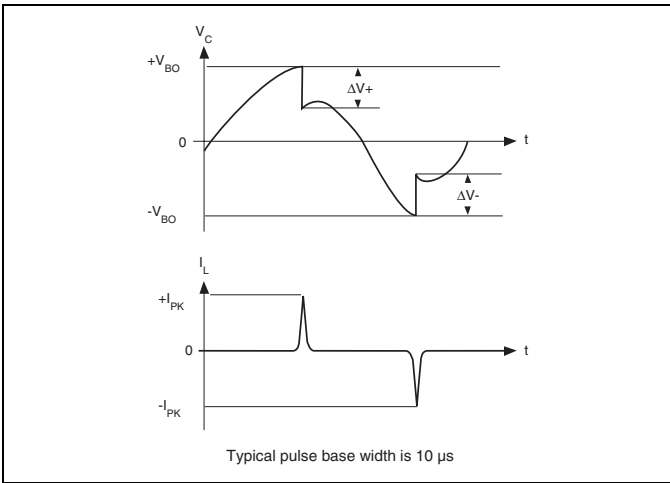 V_C
+V_BO
ΔV+
0
t
ΔV-
-V_BO
I_L
+I_PK
0
t
-I_PK
Typical pulse base width is 10 µs